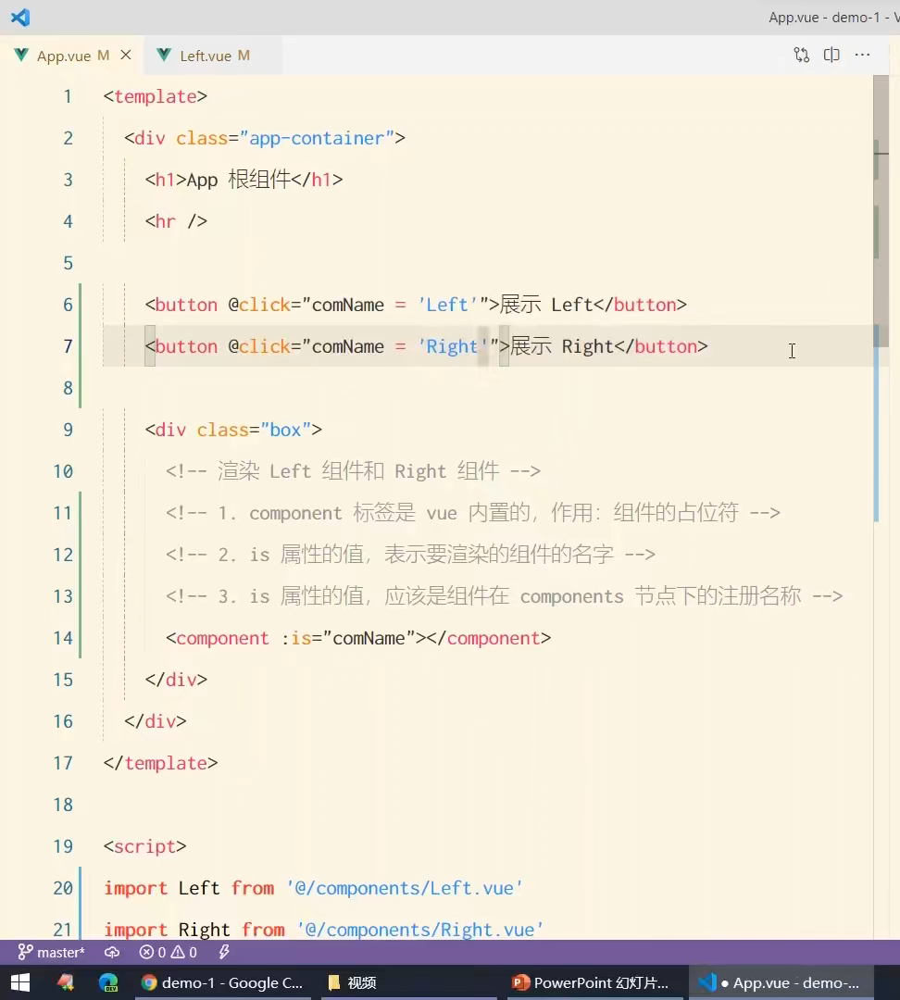 App.vue - demo-1 - V
App.vue M
Left.vue M
1 <template>
2 <div class="app-container">
3 <h1>App 根组件</h1>
4 <hr />
5
6 <button @click="comName = 'Left'">展示 Left</button>
7 <button @click="comName = 'Right'">展示 Right</button>
8
9 <div class="box">
10 <!-- 渲染 Left 组件和 Right 组件 -->
11 <!-- 1. component 标签是 vue 内置的，作用：组件的占位符 -->
12 <!-- 2. is 属性的值，表示要渲染的组件的名字 -->
13 <!-- 3. is 属性的值，应该是组件在 components 节点下的注册名称 -->
14 <component :is="comName"></component>
15 </div>
16 </div>
17 </template>
18
19 <script>
20 import Left from '@/components/Left.vue'
21 import Right from '@/components/Right.vue'
master* 0 0
demo-1 - Google C...
视频
PowerPoint 幻灯片...
● App.vue - demo-...